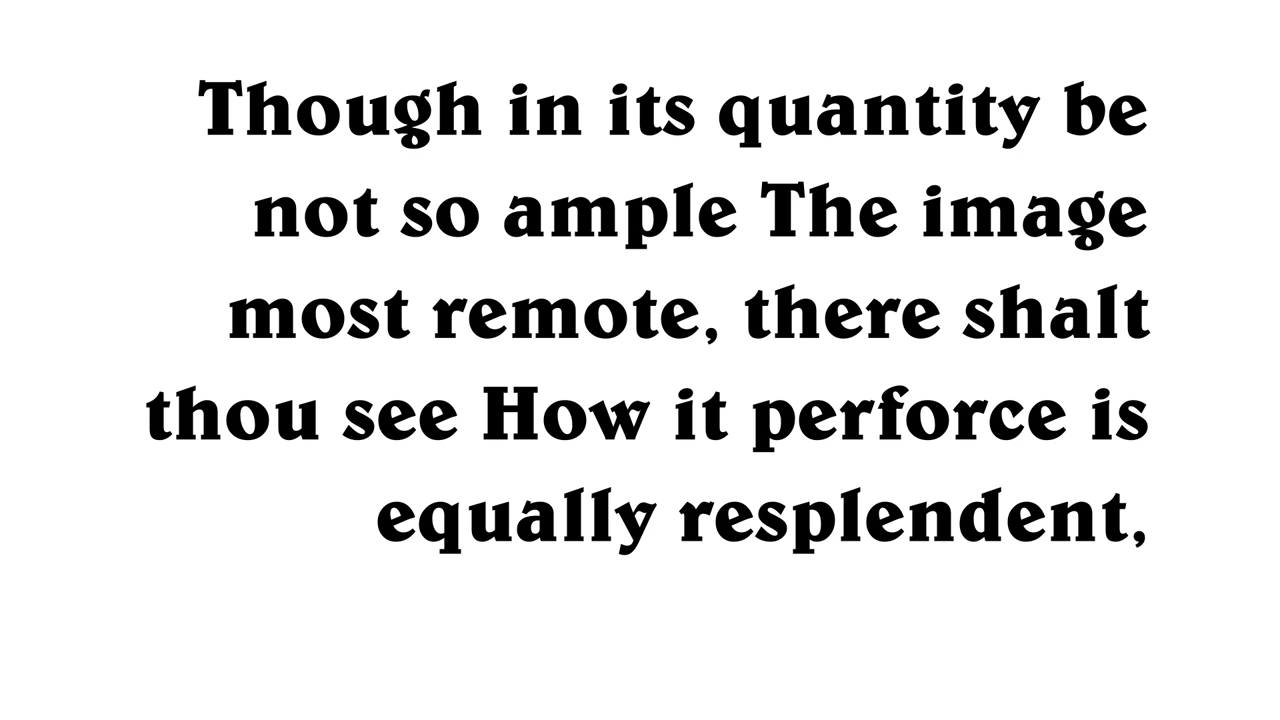 Though in its quantity be
not so ample The image
most remote, there shalt
thou see How it perforce is
equally resplendent,